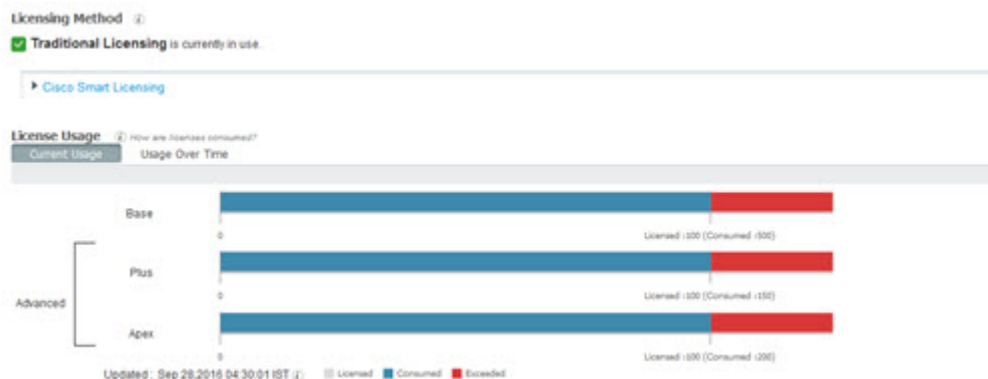 Licensing Method
Traditional Licensing is currently in use.
Cisco Smart Licensing
License Usage How are licenses consumed?
Current Usage Usage Over Time
Base
0 Licensed :100 (Consumed :500)
Plus
0 Licensed :100 (Consumed :150)
Advanced
Apex
0 Licensed :100 (Consumed :200)
Updated : Sep 28,2016 04:30:01 IST Licensed Consumed Exceeded